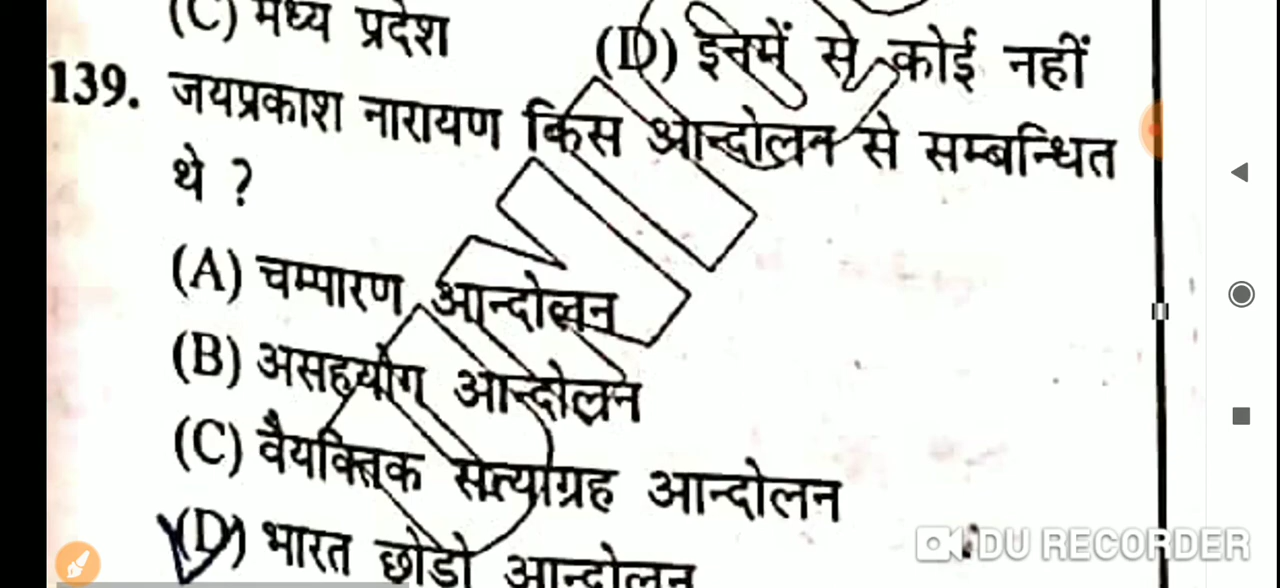 (C) मध्य प्रदेश (D) इनमें से कोई नहीं
139. जयप्रकाश नारायण किस आन्दोलन से सम्बन्धित
थे ?
(A) चम्पारण आन्दोलन
(B) असहयोग आन्दोलन
(C) वैयक्तिक सत्याग्रह आन्दोलन
(D) भारत छोडो आन्दोलन
DU RECORDER